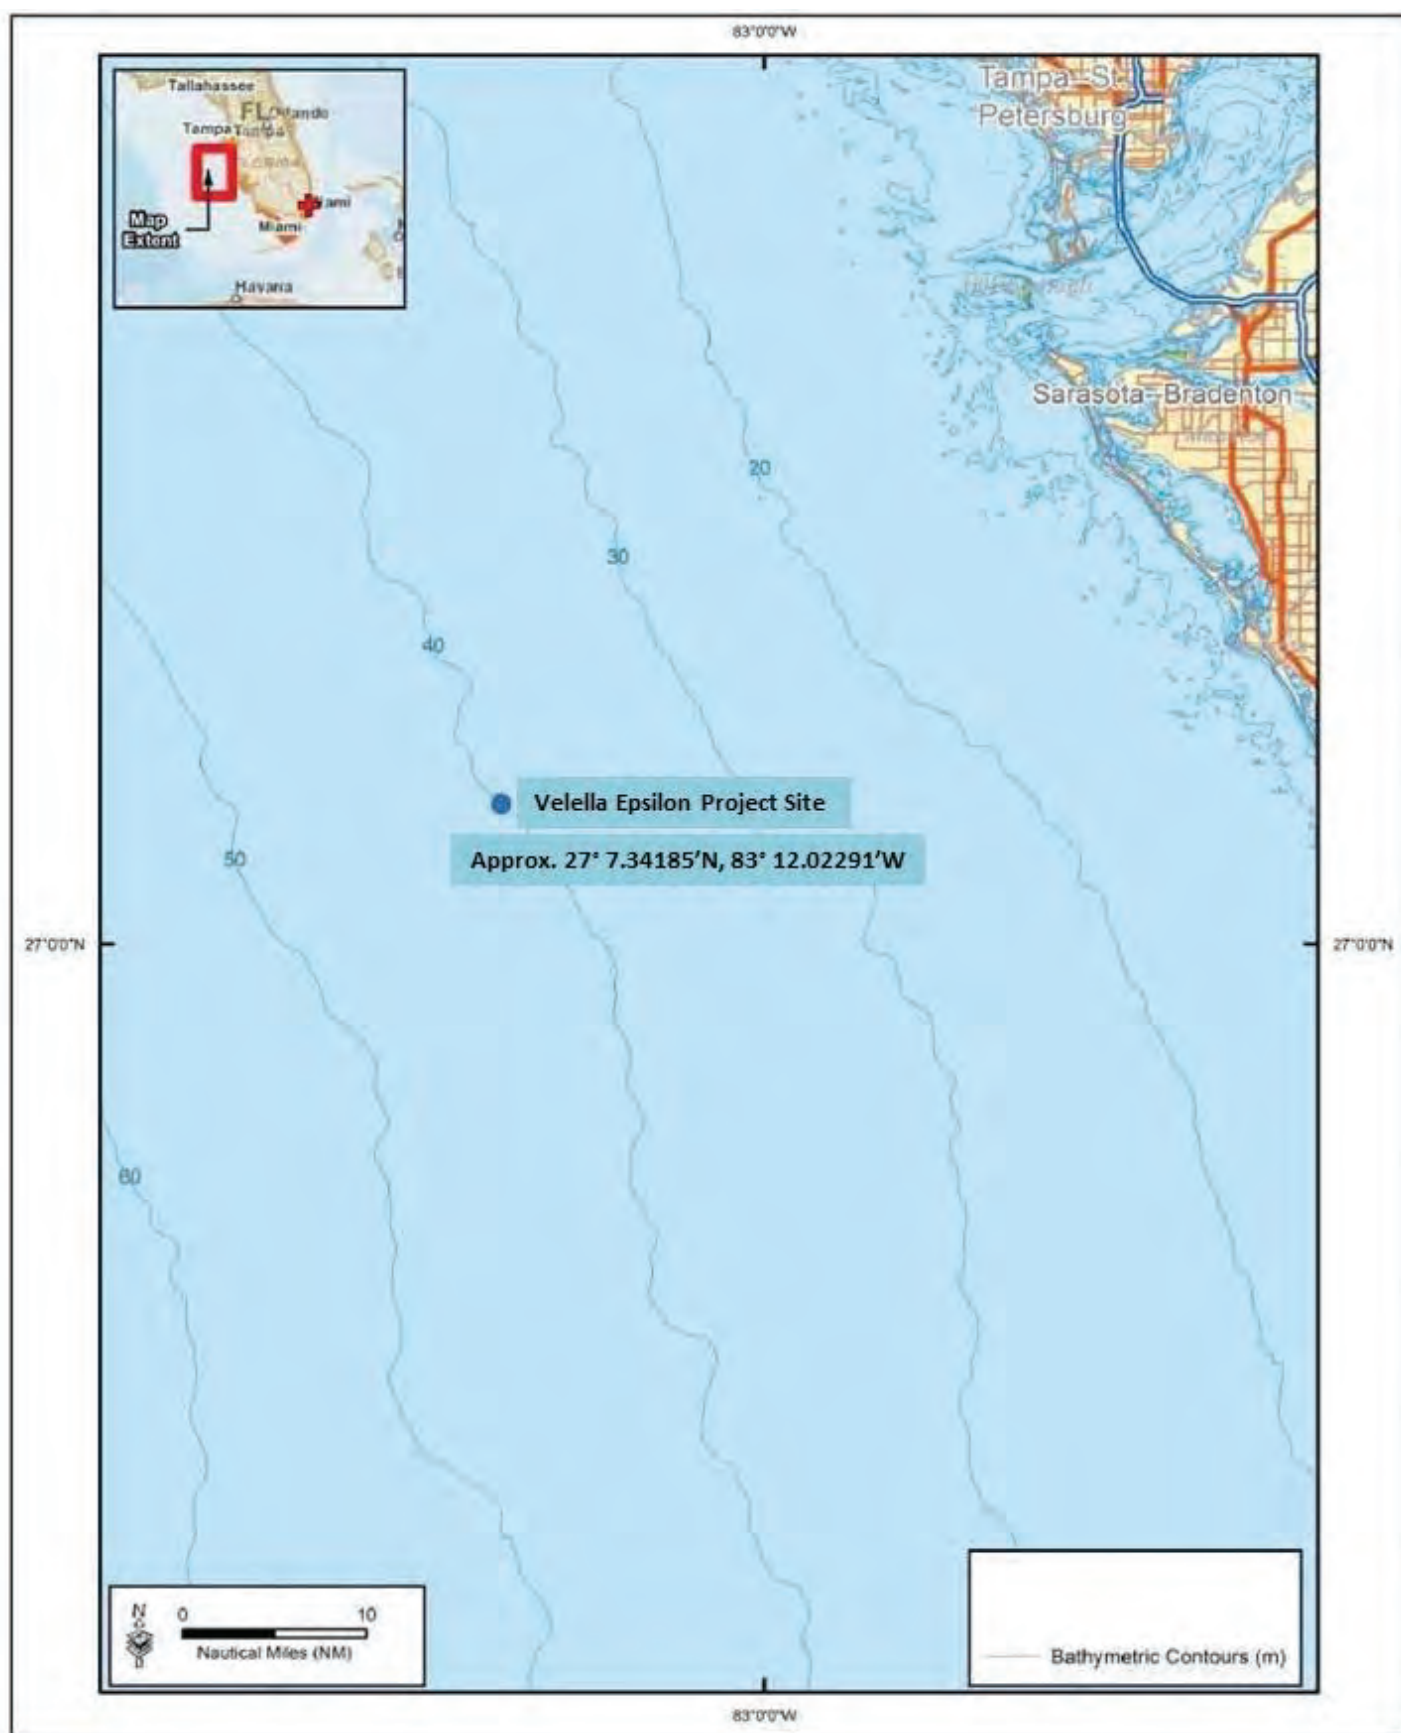 83°0'0"W
Tallahassee
FL
Orlando
Tampa Tampa
FLORIDA
Map
Extent
Miami
Miami
Havana
Tampa--St.
Petersburg
Hillsborough
Sarasota--Bradenton
20
30
40
Velella Epsilon Project Site
50
Approx. 27° 7.34185’N, 83° 12.02291’W
27°0'0"N
27°0'0"N
60
N
0
10
Nautical Miles (NM)
Bathymetric Contours (m)
83°0'0"W